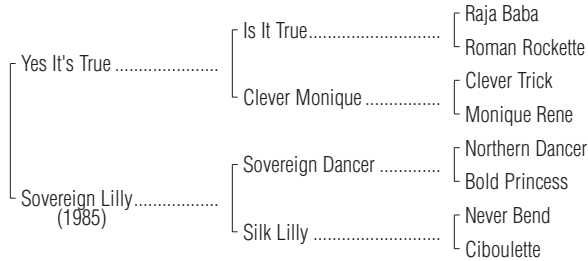 Raja Baba
Is It True
Roman Rockette
Yes It's True
Clever Trick
Clever Monique
Monique Rene
Northern Dancer
Sovereign Dancer
Bold Princess
Sovereign Lilly
(1985)
Never Bend
Silk Lilly
Ciboulette